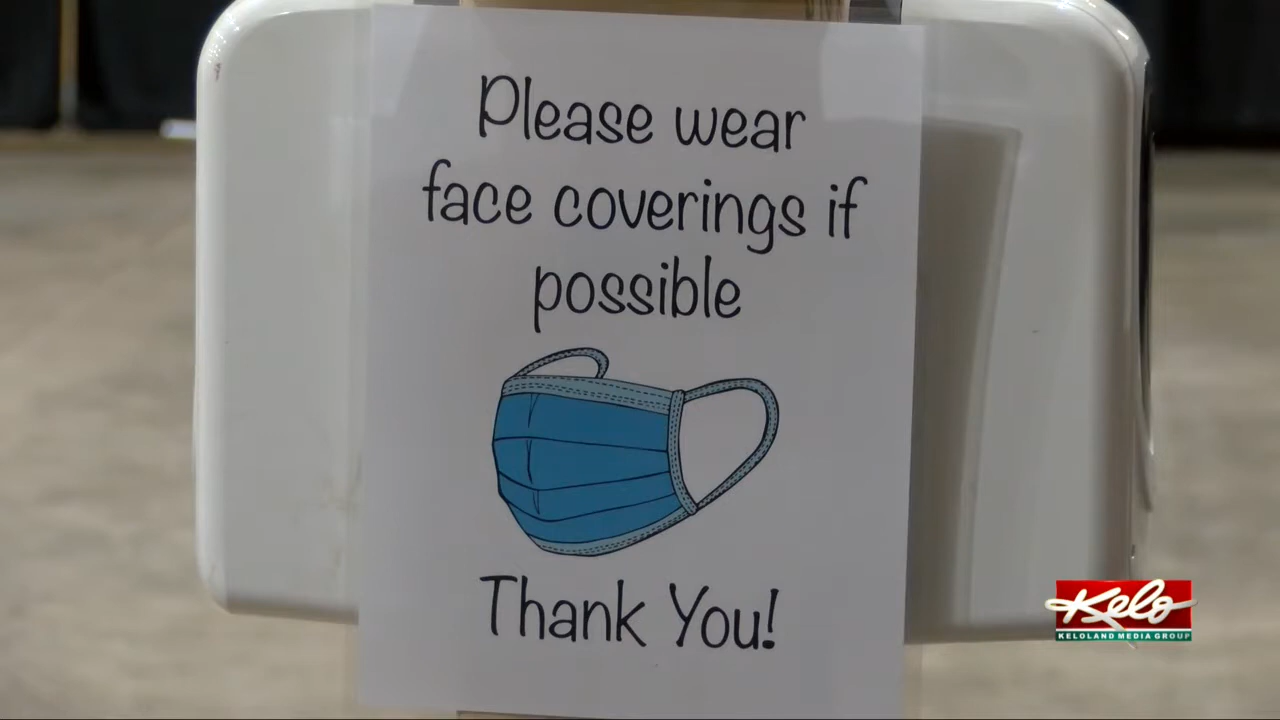 Please wear
face coverings if
possible
Thank You!
Kelo
KELOLAND MEDIA GROUP